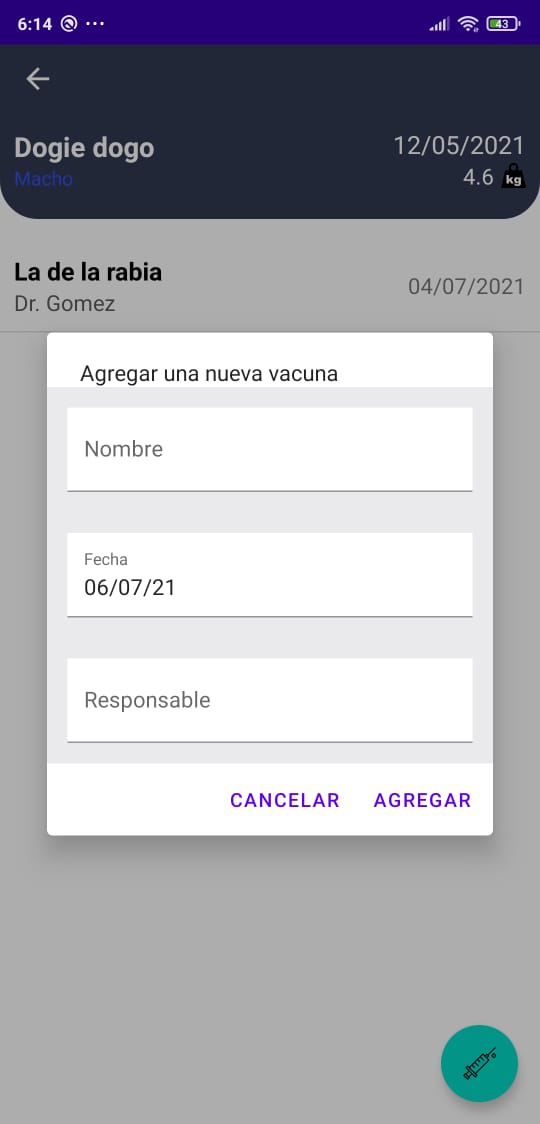 6:14
43
Dogie dogo
12/05/2021
Macho
4.6 kg
La de la rabia
Dr. Gomez
04/07/2021
Agregar una nueva vacuna
Nombre
Fecha
06/07/21
Responsable
CANCELAR AGREGAR